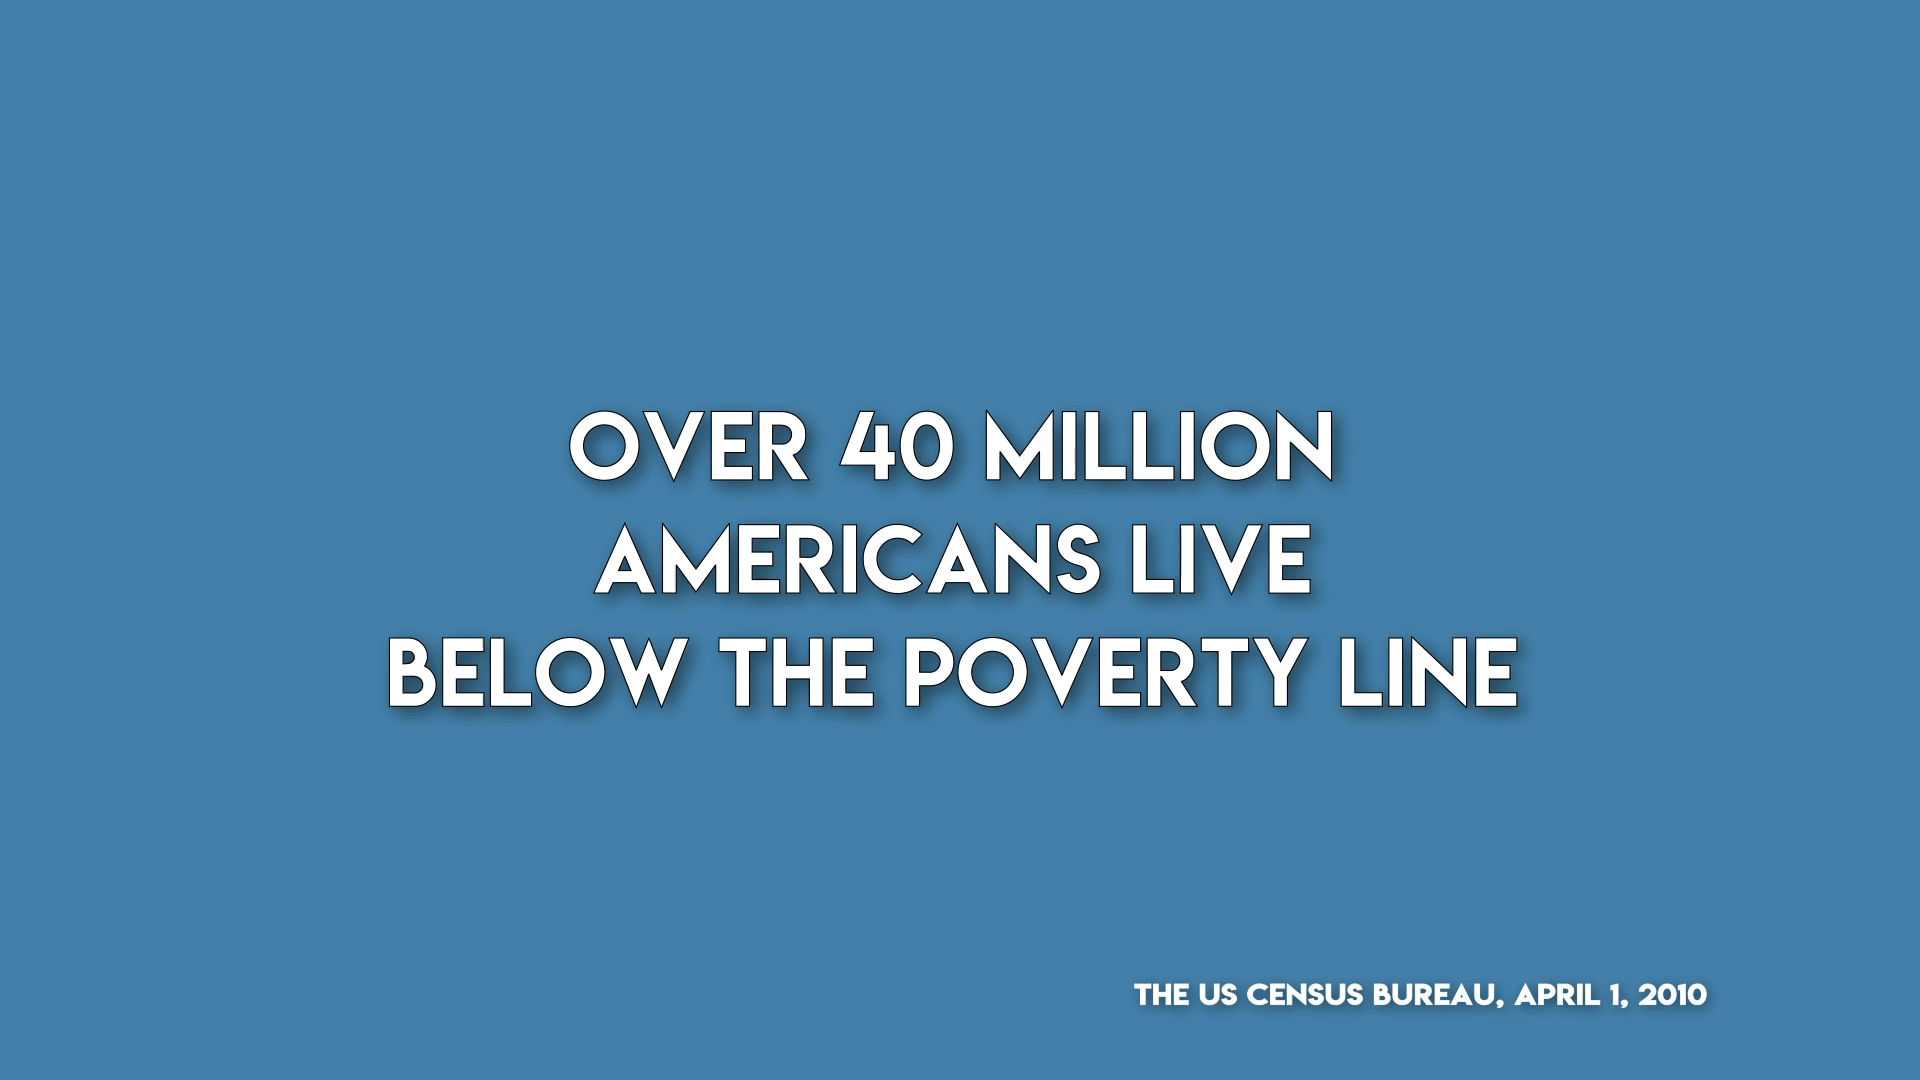 OVER 40 MILLION
AMERICANS LIVE
BELOW THE POVERTY LINE
THE US CENSUS BUREAU, APRIL 1, 2010